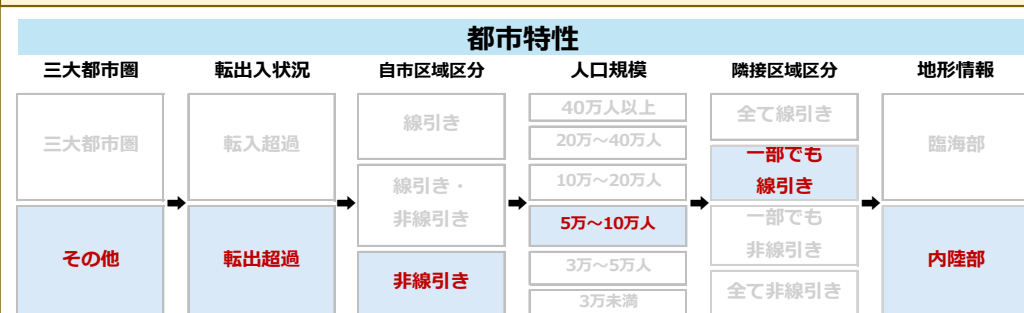 都市特性
三大都市圏
転出入状況
自市区域区分
人口規模
隣接区域区分
地形情報
三大都市圏
その他
転入超過
転出超過
線引き
線引き・
非線引き
非線引き
40万人以上
20万～40万人
10万～20万人
5万～10万人
3万～5万人
3万未満
全て線引き
一部でも
線引き
一部でも
非線引き
全て非線引き
臨海部
内陸部